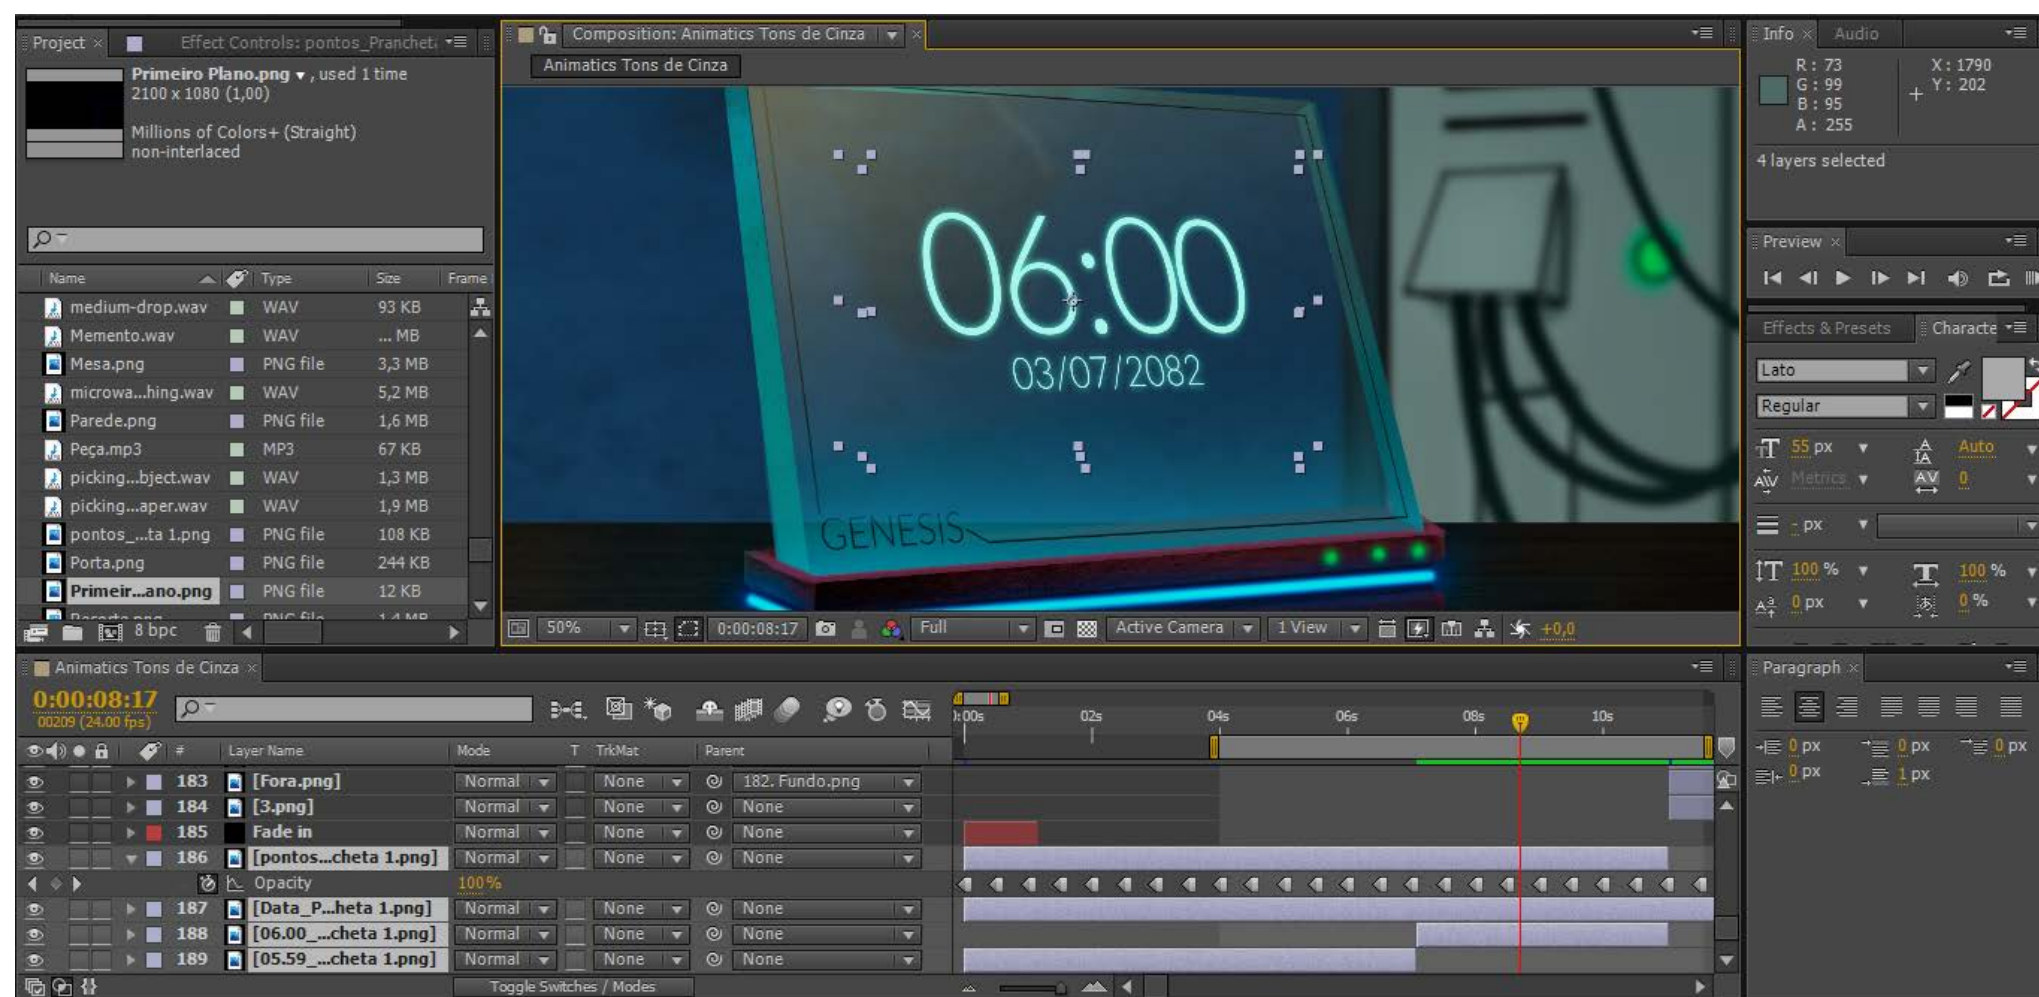 Project
Effect Controls: pontos_Prancheta
Primeiro Plano.png ▾ , used 1 time
2100 x 1080 (1,00)
Millions of Colors+ (Straight)
non-interlaced
Name Type Size Frame
medium-drop.wav WAV 93 KB
Memento.wav WAV ... MB
Mesa.png PNG file 3,3 MB
microwa...hing.wav WAV 5,2 MB
Parede.png PNG file 1,6 MB
Peça.mp3 MP3 67 KB
picking...bject.wav WAV 1,3 MB
picking...aper.wav WAV 1,9 MB
pontos_...ta 1.png PNG file 108 KB
Porta.png PNG file 244 KB
Primeir...ano.png PNG file 12 KB
8 bpc
Composition: Animatics Tons de Cinza
Animatics Tons de Cinza
06:00
03/07/2082
GENESIS
50% 0:00:08:17 Full Active Camera 1 View +0,0
Info Audio
R : 73 X : 1790
G : 99 Y : 202
B : 95
A : 255
4 layers selected
Preview
Effects & Presets Characte
Lato
Regular
55 px Auto
Metrics 0
- px
100 % 100 %
0 px 0 %
Animatics Tons de Cinza
0:00:08:17
00209 (24.00 fps)
0:00s 02s 04s 06s 08s 10s
# Layer Name Mode T TrkMat Parent
183 [Fora.png] Normal None 182. Fundo.png
184 [3.png] Normal None None
185 Fade in Normal None None
186 [pontos...cheta 1.png] Normal None None
Opacity 100%
187 [Data_P...heta 1.png] Normal None None
188 [06.00_...cheta 1.png] Normal None None
189 [05.59_...cheta 1.png] Normal None None
Toggle Switches / Modes
Paragraph
0 px 0 px 0 px
0 px 1 px